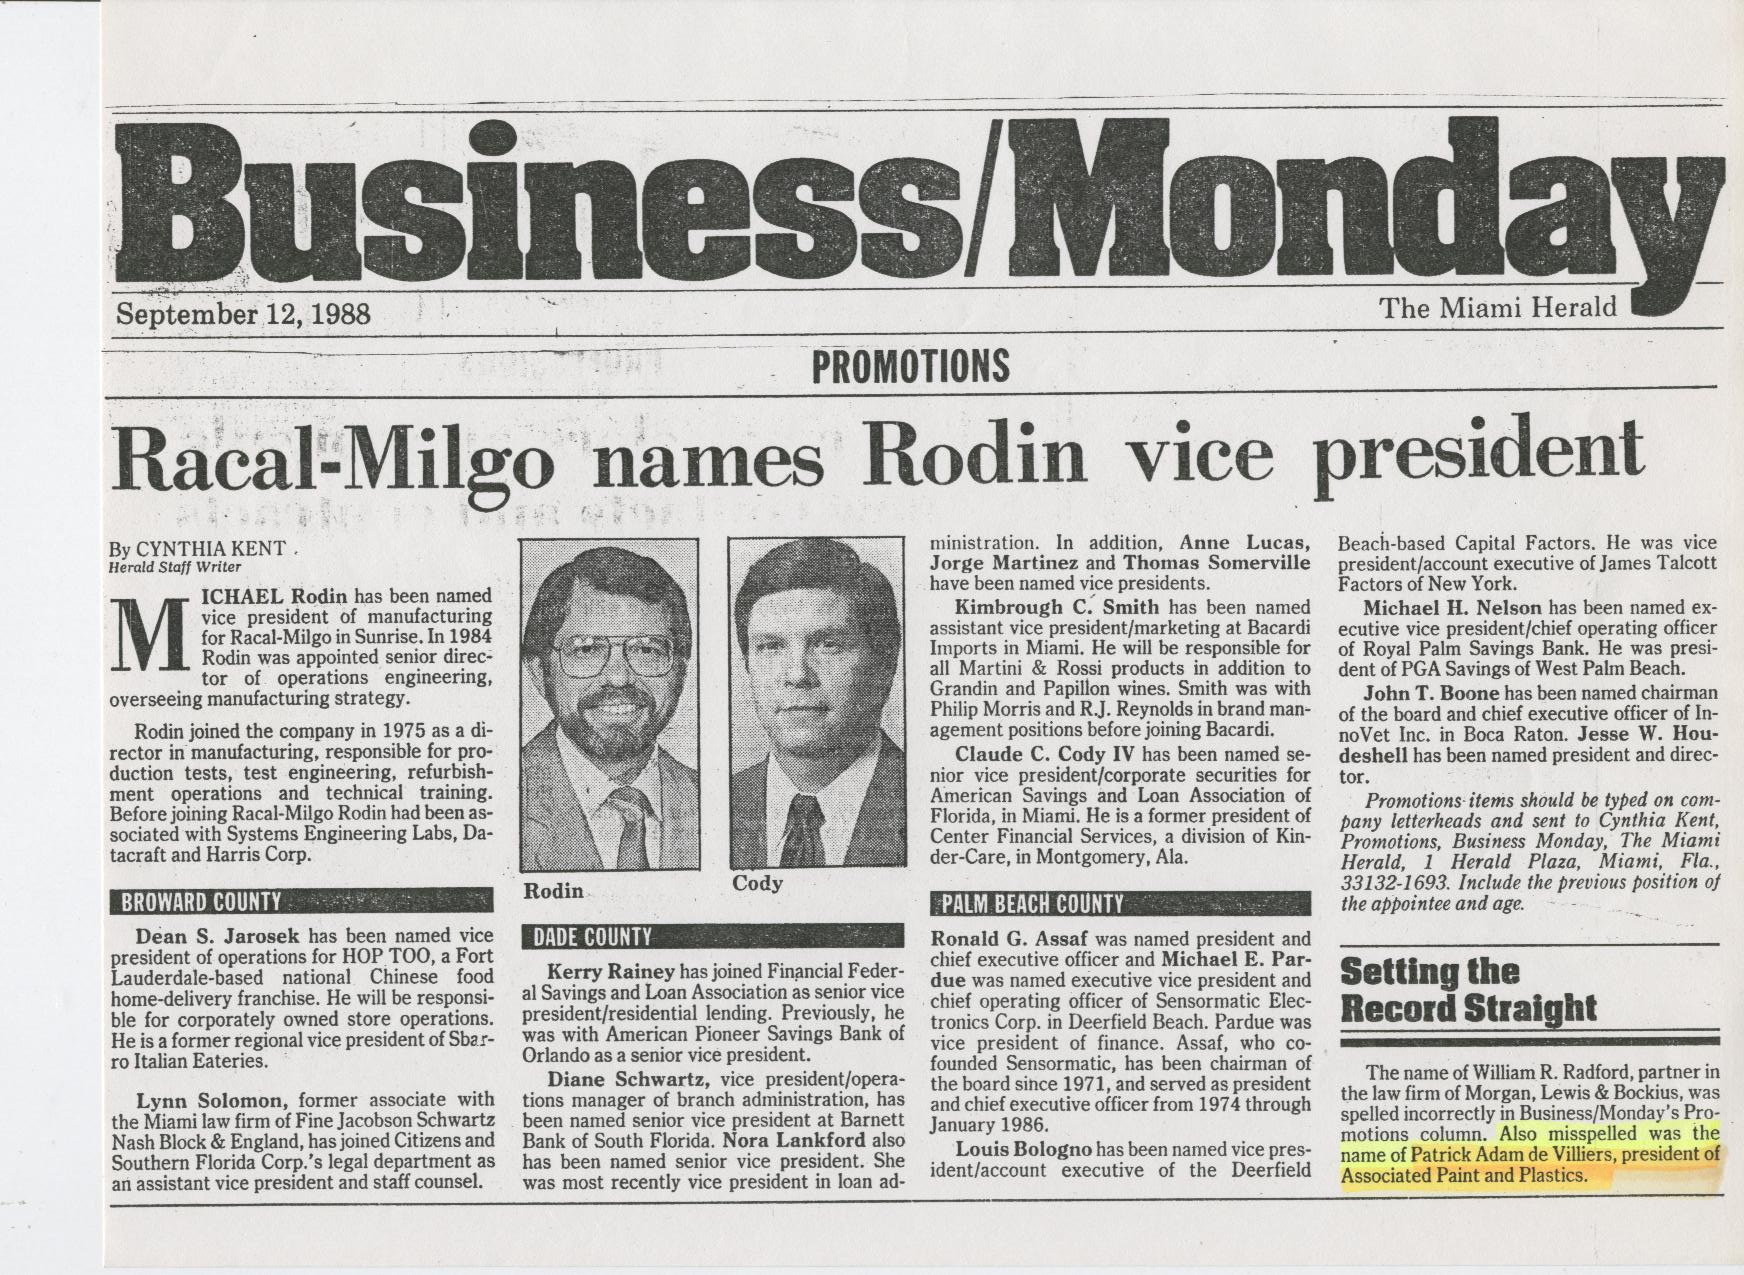 Business/Monday
September 12, 1988
The Miami Herald
PROMOTIONS
Racal-Milgo names Rodin vice president
By CYNTHIA KENT
Herald Staff Writer
MICHAEL Rodin has been named
vice president of manufacturing
for Racal-Milgo in Sunrise. In 1984
Rodin was appointed senior direc-
tor of operations engineering,
overseeing manufacturing strategy.
Rodin joined the company in 1975 as a di-
rector in manufacturing, responsible for pro-
duction tests, test engineering, refurbish-
ment operations and technical training.
Before joining Racal-Milgo Rodin had been as-
sociated with Systems Engineering Labs, Da-
tacraft and Harris Corp.
BROWARD COUNTY
Dean S. Jarosek has been named vice
president of operations for HOP TOO, a Fort
Lauderdale-based national Chinese food
home-delivery franchise. He will be responsi-
ble for corporately owned store operations.
He is a former regional vice president of Sbar-
ro Italian Eateries.
Lynn Solomon, former associate with
the Miami law firm of Fine Jacobson Schwartz
Nash Block & England, has joined Citizens and
Southern Florida Corp.'s legal department as
an assistant vice president and staff counsel.
Rodin
Cody
DADE COUNTY
Kerry Rainey has joined Financial Feder-
al Savings and Loan Association as senior vice
president/residential lending. Previously, he
was with American Pioneer Savings Bank of
Orlando as a senior vice president.
Diane Schwartz, vice president/opera-
tions manager of branch administration, has
been named senior vice president at Barnett
Bank of South Florida. Nora Lankford also
has been named senior vice president. She
was most recently vice president in loan ad-
ministration. In addition, Anne Lucas,
Jorge Martinez and Thomas Somerville
have been named vice presidents.
Kimbrough C. Smith has been named
assistant vice president/marketing at Bacardi
Imports in Miami. He will be responsible for
all Martini & Rossi products in addition to
Grandin and Papillon wines. Smith was with
Philip Morris and R.J. Reynolds in brand man-
agement positions before joining Bacardi.
Claude C. Cody IV has been named se-
nior vice president/corporate securities for
American Savings and Loan Association of
Florida, in Miami. He is a former president of
Center Financial Services, a division of Kin-
der-Care, in Montgomery, Ala.
PALM BEACH COUNTY
Ronald G. Assaf was named president and
chief executive officer and Michael E. Par-
due was named executive vice president and
chief operating officer of Sensormatic Elec-
tronics Corp. in Deerfield Beach. Pardue was
vice president of finance. Assaf, who co-
founded Sensormatic, has been chairman of
the board since 1971, and served as president
and chief executive officer from 1974 through
January 1986.
Louis Bologno has been named vice pres-
ident/account executive of the Deerfield
Beach-based Capital Factors. He was vice
president/account executive of James Talcott
Factors of New York.
Michael H. Nelson has been named ex-
ecutive vice president/chief operating officer
of Royal Palm Savings Bank. He was presi-
dent of PGA Savings of West Palm Beach.
John T. Boone has been named chairman
of the board and chief executive officer of In-
noVet Inc. in Boca Raton. Jesse W. Hou-
deshell has been named president and direc-
tor.
Promotions items should be typed on com-
pany letterheads and sent to Cynthia Kent,
Promotions, Business Monday, The Miami
Herald, 1 Herald Plaza, Miami, Fla.,
33132-1693. Include the previous position of
the appointee and age.
Setting the
Record Straight
The name of William R. Radford, partner in
the law firm of Morgan, Lewis & Bockius, was
spelled incorrectly in Business/Monday's Pro-
motions column. Also misspelled was the
name of Patrick Adam de Villiers, president of
Associated Paint and Plastics.